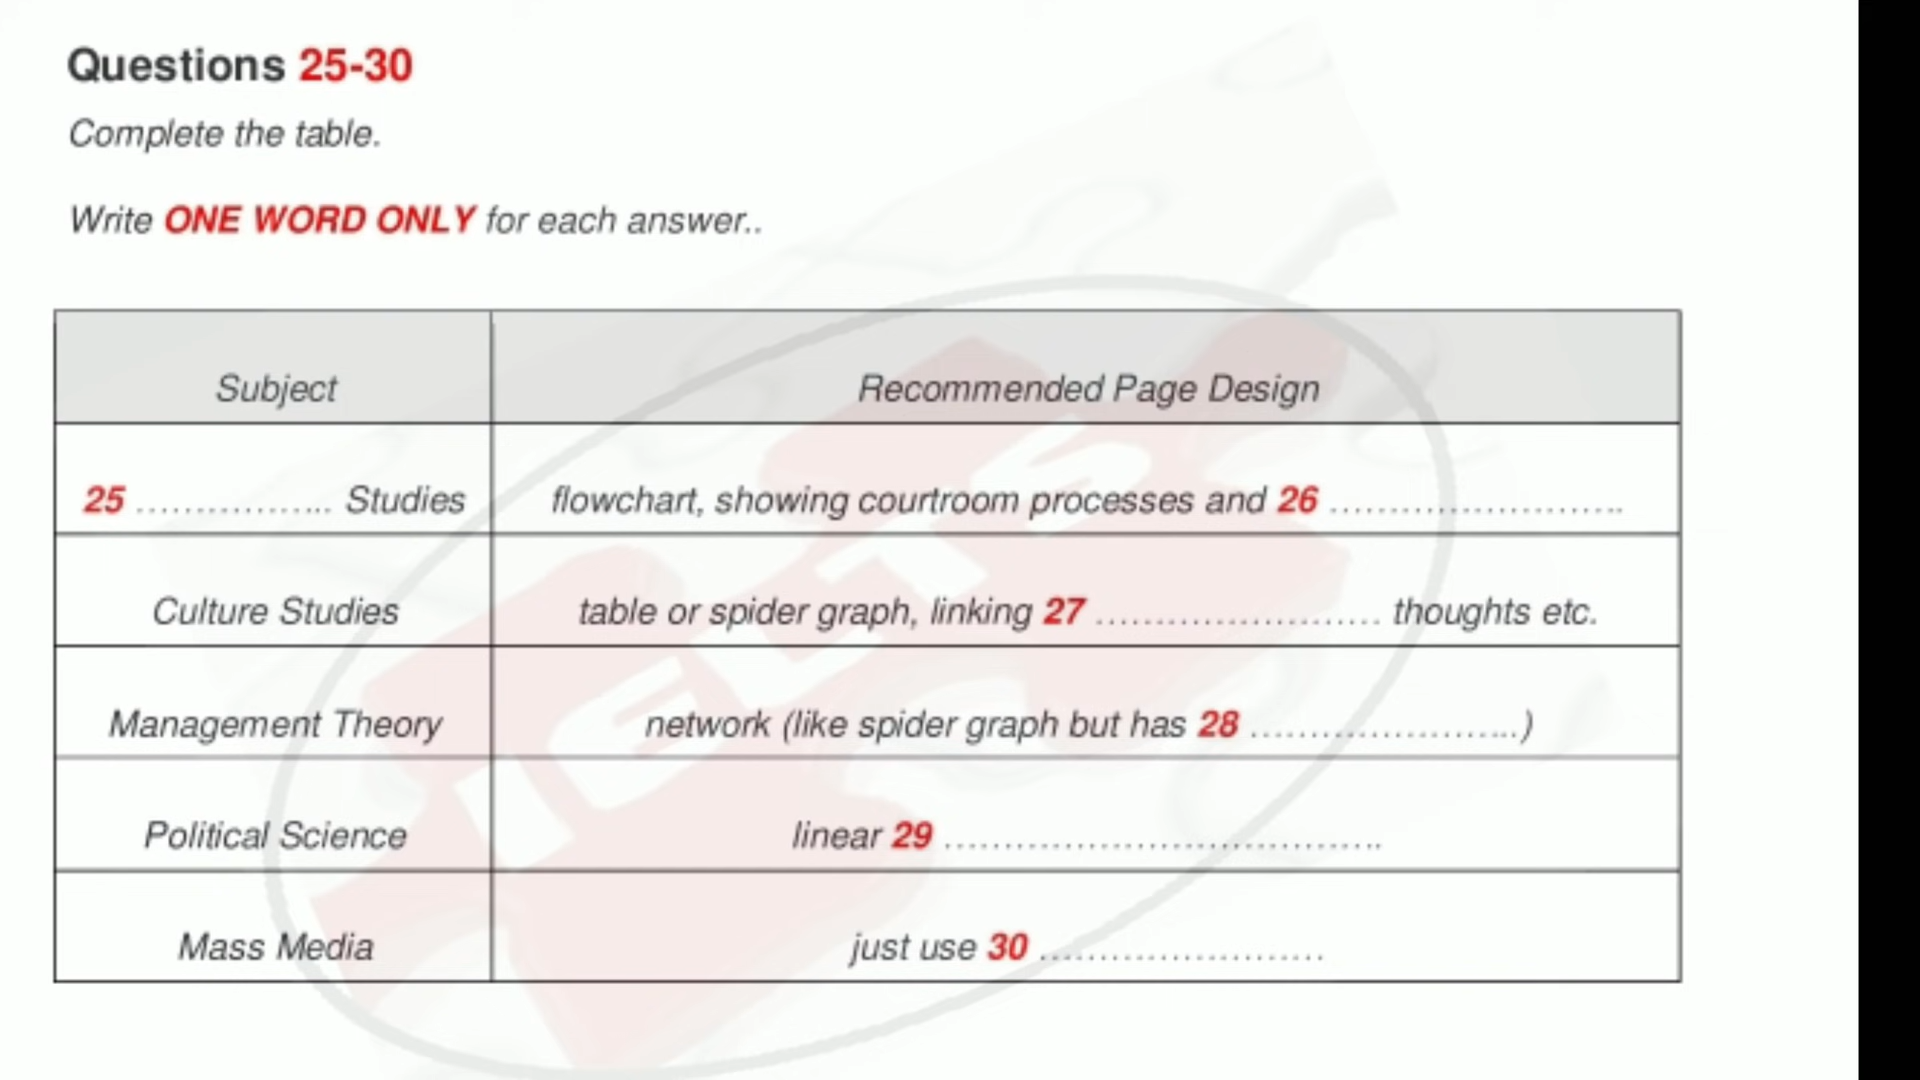 Questions 25-30
Complete the table.
Write ONE WORD ONLY for each answer..
Subject
Recommended Page Design
25 ................. Studies
flowchart, showing courtroom processes and 26 .........................
Culture Studies
table or spider graph, linking 27 ........................ thoughts etc.
Management Theory
network (like spider graph but has 28 .......................)
Political Science
linear 29 .....................................
Mass Media
just use 30 ........................
IELTS